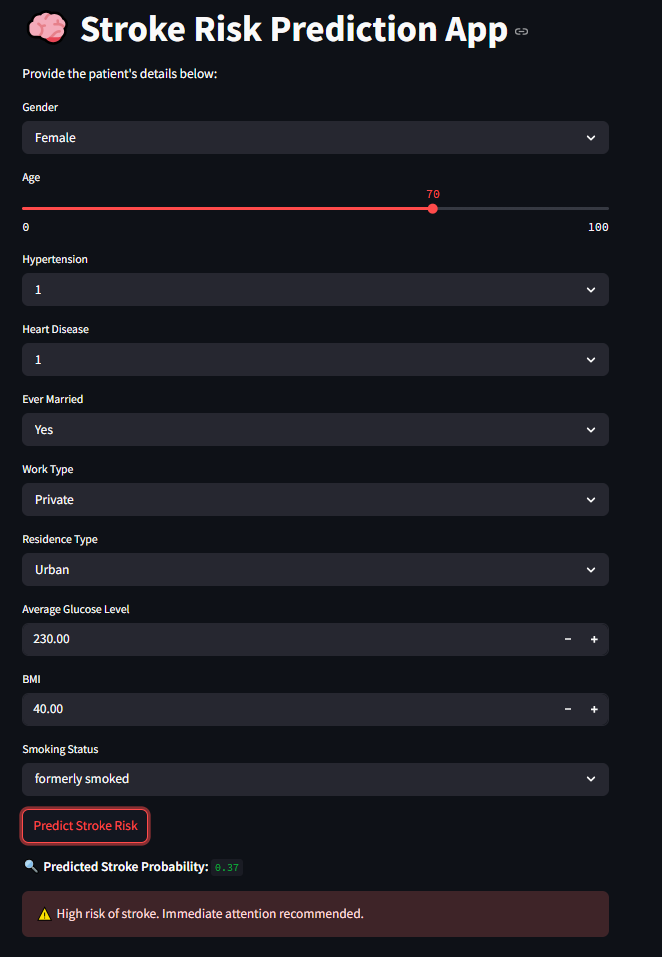 Stroke Risk Prediction App
Provide the patient's details below:
Gender
Female
Age
70
0 100
Hypertension
1
Heart Disease
1
Ever Married
Yes
Work Type
Private
Residence Type
Urban
Average Glucose Level
230.00 − +
BMI
40.00 − +
Smoking Status
formerly smoked
Predict Stroke Risk
🔍 Predicted Stroke Probability: 0.37
⚠️ High risk of stroke. Immediate attention recommended.